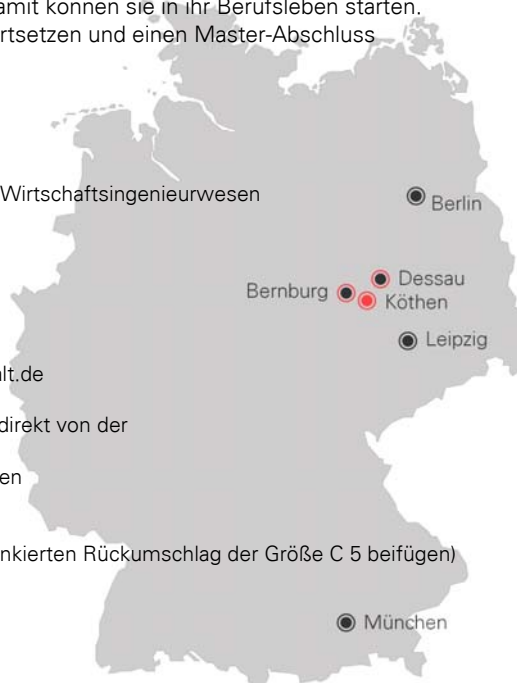 amit können sie in ihr Berufsleben starten.
rtsetzen und einen Master-Abschluss
Wirtschaftsingenieurwesen
Berlin
Dessau
Bernburg
Köthen
Leipzig
lt.de
direkt von der
en
nkierten Rückumschlag der Größe C 5 beifügen)
München